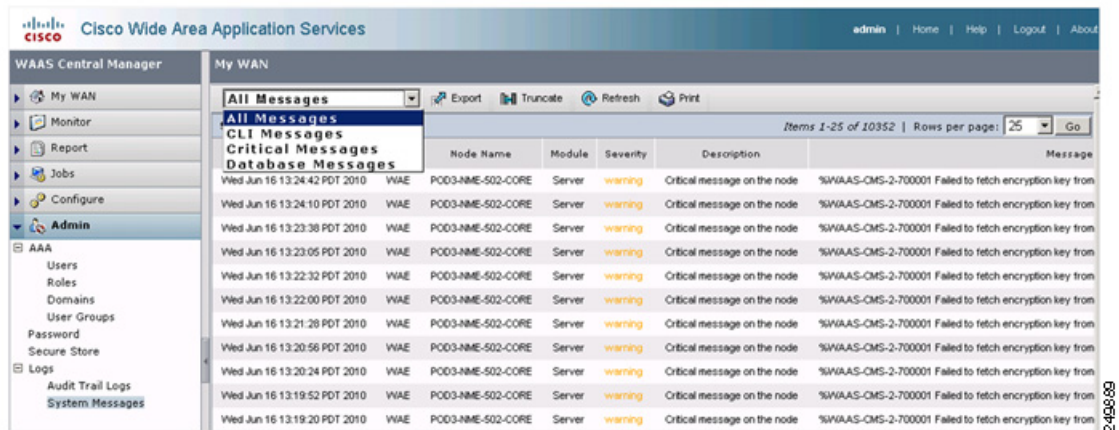 CISCO Cisco Wide Area Application Services admin | Home | Help | Logout | About
WAAS Central Manager My WAN
My WAN
Monitor
Report
Jobs
Configure
Admin
AAA
Users
Roles
Domains
User Groups
Password
Secure Store
Logs
Audit Trail Logs
System Messages
All Messages Export Truncate Refresh Print
All Messages
CLI Messages
Critical Messages
Database Messages
Items 1-25 of 10352 | Rows per page: 25 Go
Node Name Module Severity Description Message
Wed Jun 16 13:24:42 PDT 2010 WAE POD3-NME-502-CORE Server warning Critical message on the node %WAAS-CMS-2-700001 Failed to fetch encryption key from
Wed Jun 16 13:24:10 PDT 2010 WAE POD3-NME-502-CORE Server warning Critical message on the node %WAAS-CMS-2-700001 Failed to fetch encryption key from
Wed Jun 16 13:23:38 PDT 2010 WAE POD3-NME-502-CORE Server warning Critical message on the node %WAAS-CMS-2-700001 Failed to fetch encryption key from
Wed Jun 16 13:23:05 PDT 2010 WAE POD3-NME-502-CORE Server warning Critical message on the node %WAAS-CMS-2-700001 Failed to fetch encryption key from
Wed Jun 16 13:22:32 PDT 2010 WAE POD3-NME-502-CORE Server warning Critical message on the node %WAAS-CMS-2-700001 Failed to fetch encryption key from
Wed Jun 16 13:22:00 PDT 2010 WAE POD3-NME-502-CORE Server warning Critical message on the node %WAAS-CMS-2-700001 Failed to fetch encryption key from
Wed Jun 16 13:21:28 PDT 2010 WAE POD3-NME-502-CORE Server warning Critical message on the node %WAAS-CMS-2-700001 Failed to fetch encryption key from
Wed Jun 16 13:20:56 PDT 2010 WAE POD3-NME-502-CORE Server warning Critical message on the node %WAAS-CMS-2-700001 Failed to fetch encryption key from
Wed Jun 16 13:20:24 PDT 2010 WAE POD3-NME-502-CORE Server warning Critical message on the node %WAAS-CMS-2-700001 Failed to fetch encryption key from
Wed Jun 16 13:19:52 PDT 2010 WAE POD3-NME-502-CORE Server warning Critical message on the node %WAAS-CMS-2-700001 Failed to fetch encryption key from
Wed Jun 16 13:19:20 PDT 2010 WAE POD3-NME-502-CORE Server warning Critical message on the node %WAAS-CMS-2-700001 Failed to fetch encryption key from
249889